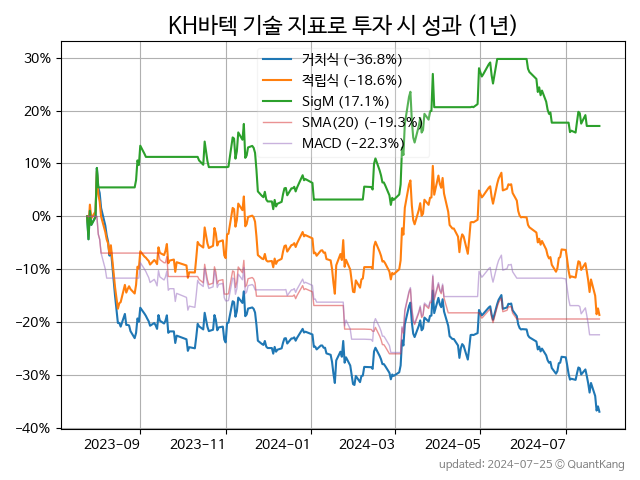 KH바텍 기술 지표로 투자 시 성과 (1년)
거치식 (−36.8%)
적립식 (−18.6%)
SigM (17.1%)
SMA(20) (−19.3%)
MACD (−22.3%)
30%
20%
10%
0%
−10%
−20%
−30%
−40%
2023−09 2023−11 2024−01 2024−03 2024−05 2024−07
updated: 2024−07−25 © QuantKang